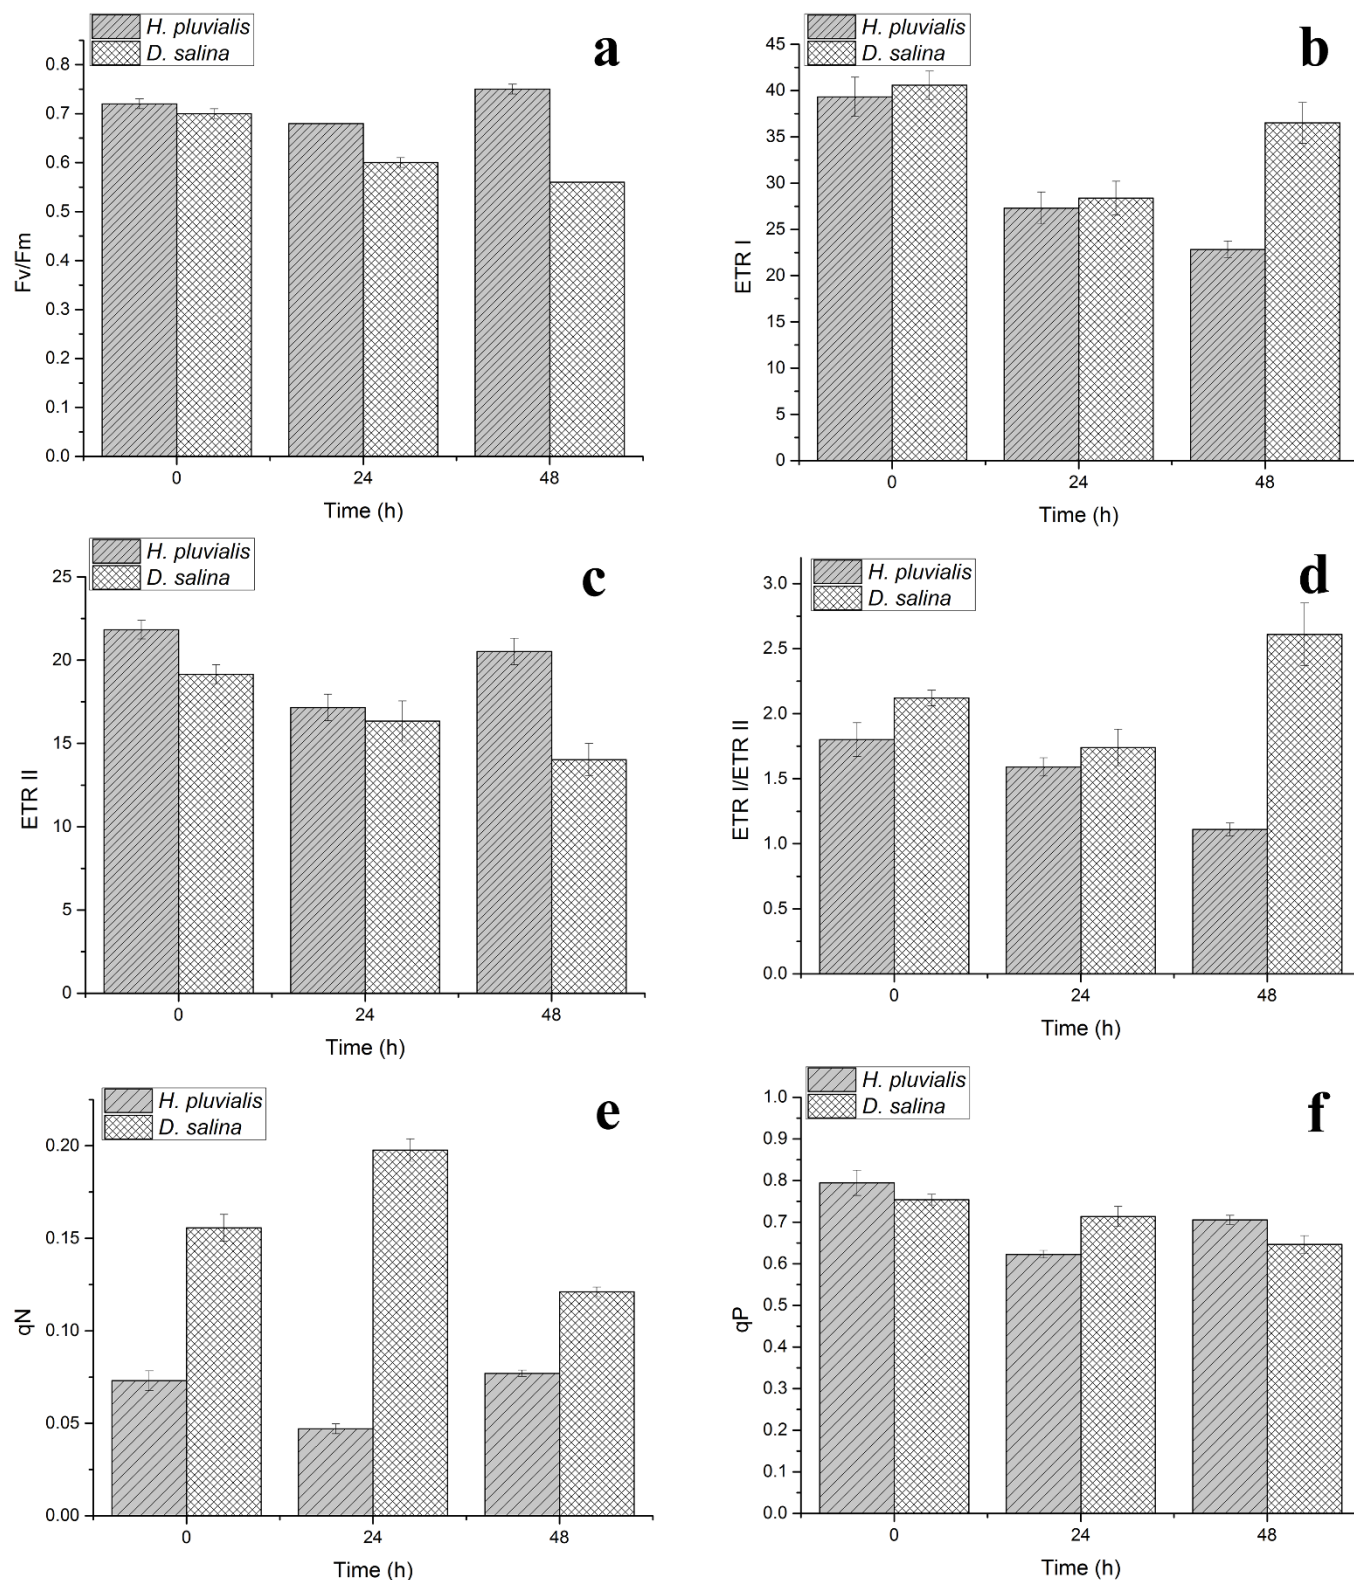 H. pluvialis
D. salina
a
0.8
0.7
0.6
0.5
0.4
0.3
0.2
0.1
0.0
Fv/Fm
0
24
48
Time (h)
H. pluvialis
D. salina
b
45
40
35
30
25
20
15
10
5
0
ETR I
0
24
48
Time (h)
H. pluvialis
D. salina
c
25
20
15
10
5
0
ETR II
0
24
48
Time (h)
H. pluvialis
D. salina
d
3.0
2.5
2.0
1.5
1.0
0.5
0.0
ETR I/ETR II
0
24
48
Time (h)
H. pluvialis
D. salina
e
0.20
0.15
0.10
0.05
0.00
qN
0
24
48
Time (h)
H. pluvialis
D. salina
f
1.0
0.9
0.8
0.7
0.6
0.5
0.4
0.3
0.2
0.1
0.0
qP
0
24
48
Time (h)